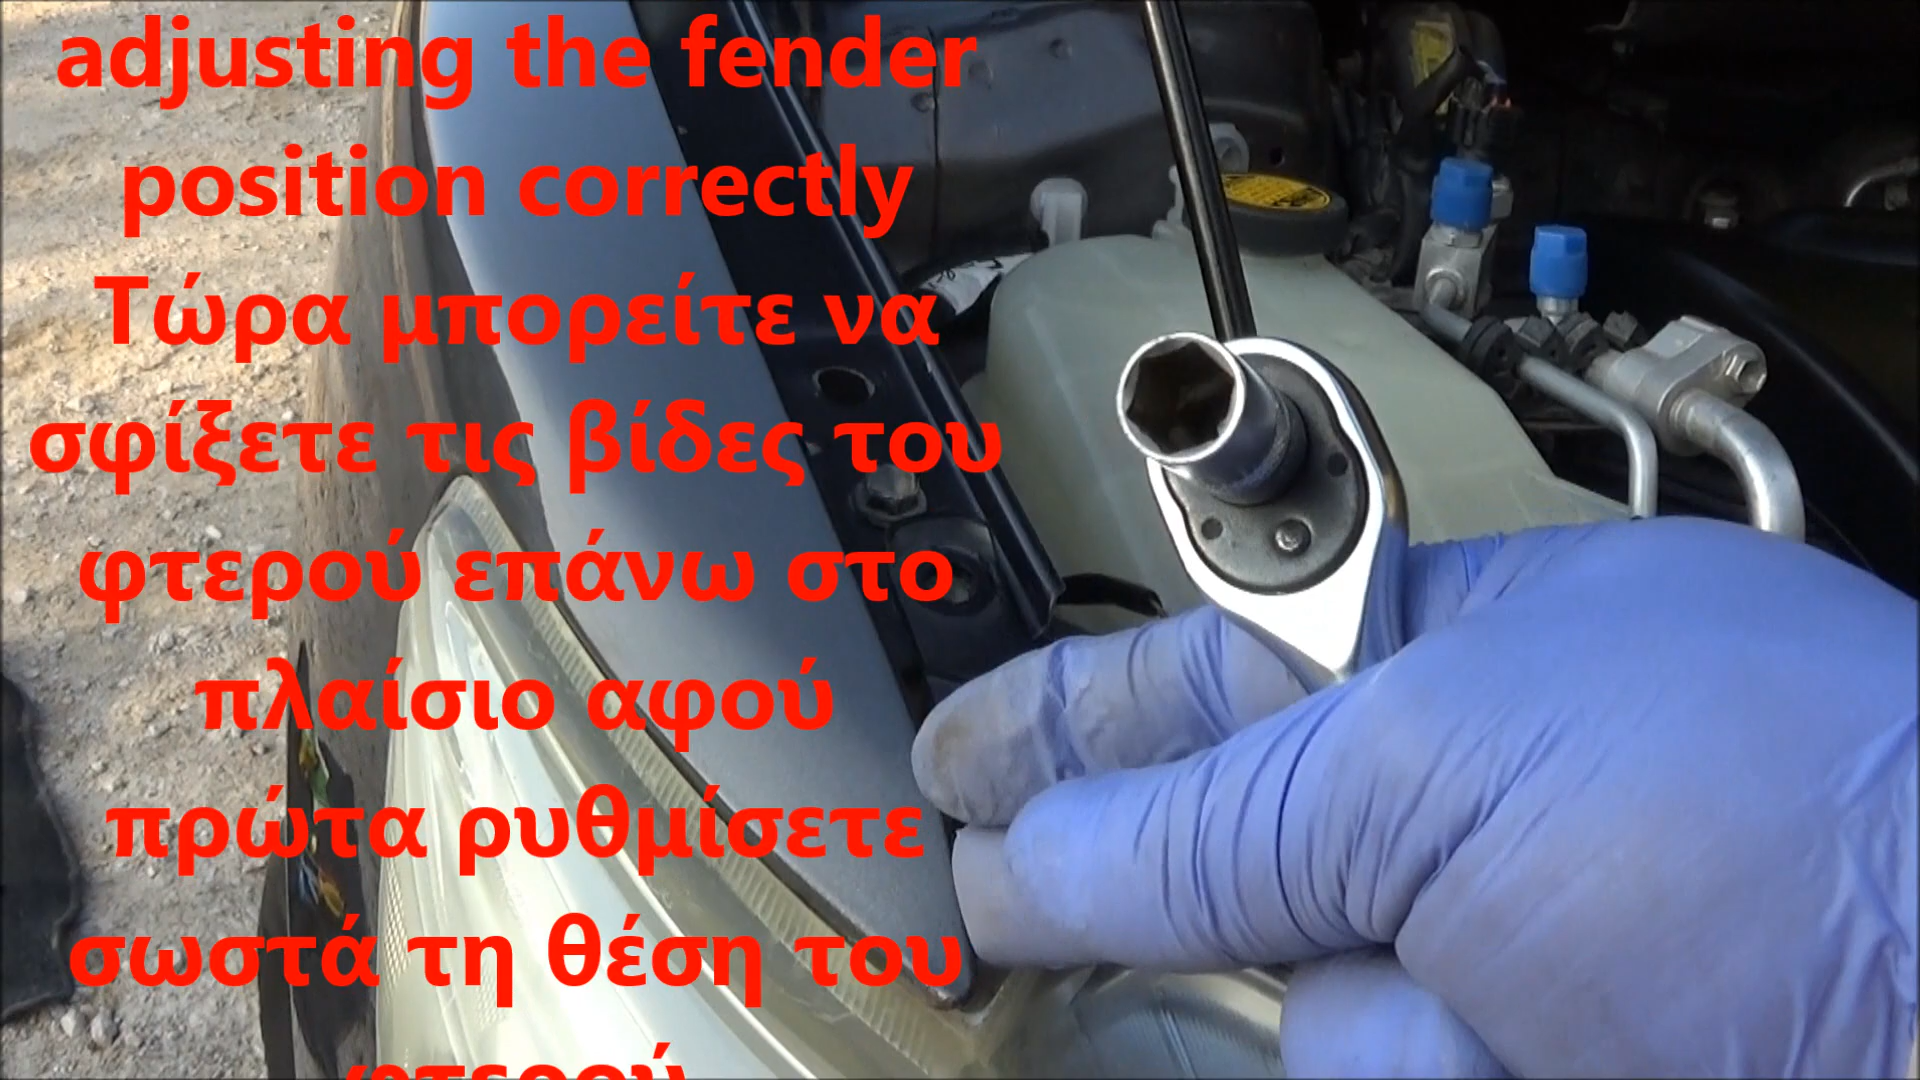 adjusting the fender
position correctly
Τώρα μπορείτε να
σφίξετε τις βίδες του
φτερού επάνω στο
πλαίσιο αφού
πρώτα ρυθμίσετε
σωστά τη θέση του
φτερού